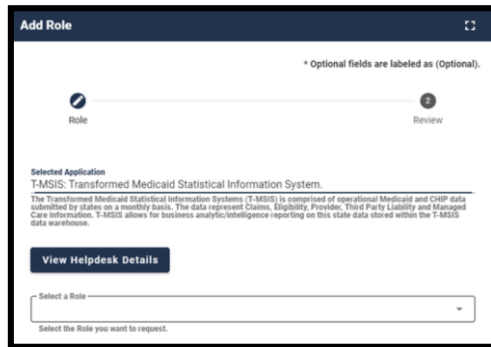 Add Role
* Optional fields are labeled as (Optional).
2
Role
Review
Selected Application
T-MSIS: Transformed Medicaid Statistical Information System.
The Transformed Medicaid Statistical Information Systems (T-MSIS) is comprised of operational Medicaid and CHIP data
submitted by states on a monthly basis. The data represent Claims, Eligibility, Provider, Third Party Liability and Managed
Care Information. T-MSIS allows for business analytic/intelligence reporting on this state data stored within the T-MSIS
data warehouse.
View Helpdesk Details
Select a Role
Select the Role you want to request.